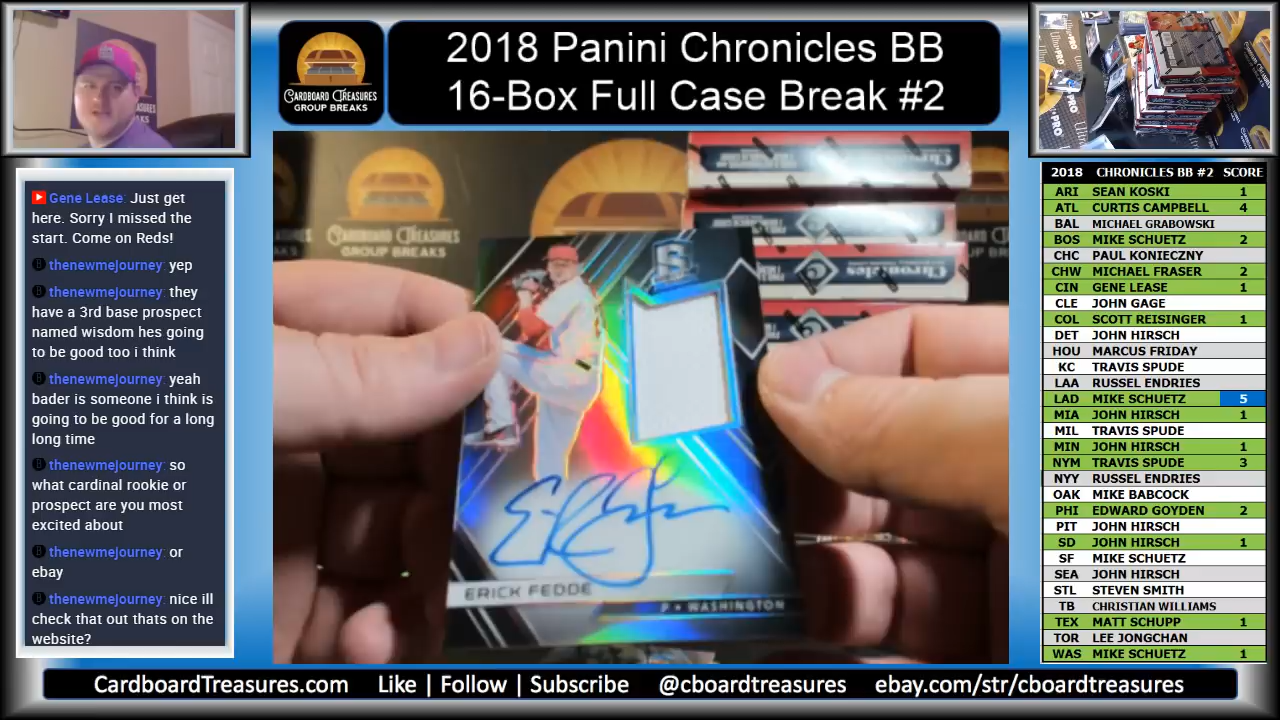 2018 Panini Chronicles BB
16-Box Full Case Break #2
CARDBOARD TREASURES
GROUP BREAKS
Gene Lease: Just get
here. Sorry I missed the
start. Come on Reds!
thenewmejourney: yep
thenewmejourney: they
have a 3rd base prospect
named wisdom hes going
to be good too i think
thenewmejourney: yeah
bader is someone i think is
going to be good for a long
long time
thenewmejourney: so
what cardinal rookie or
prospect are you most
excited about
thenewmejourney: or
ebay
thenewmejourney: nice ill
check that out thats on the
website?
CARDBOARD TREASURES
GROUP BREAKS
Chronicles
Chronicles
Chronicles
ERICK FEDDE
P • WASHINGTON
2018 CHRONICLES BB #2 SCORE
ARI SEAN KOSKI 1
ATL CURTIS CAMPBELL 4
BAL MICHAEL GRABOWSKI
BOS MIKE SCHUETZ 2
CHC PAUL KONIECZNY
CHW MICHAEL FRASER 2
CIN GENE LEASE 1
CLE JOHN GAGE
COL SCOTT REISINGER 1
DET JOHN HIRSCH
HOU MARCUS FRIDAY
KC TRAVIS SPUDE
LAA RUSSEL ENDRIES
LAD MIKE SCHUETZ 5
MIA JOHN HIRSCH 1
MIL TRAVIS SPUDE
MIN JOHN HIRSCH 1
NYM TRAVIS SPUDE 3
NYY RUSSEL ENDRIES
OAK MIKE BABCOCK
PHI EDWARD GOYDEN 2
PIT JOHN HIRSCH
SD JOHN HIRSCH 1
SF MIKE SCHUETZ
SEA JOHN HIRSCH
STL STEVEN SMITH
TB CHRISTIAN WILLIAMS
TEX MATT SCHUPP 1
TOR LEE JONGCHAN
WAS MIKE SCHUETZ 1
CardboardTreasures.com Like | Follow | Subscribe @cboardtreasures ebay.com/str/cboardtreasures